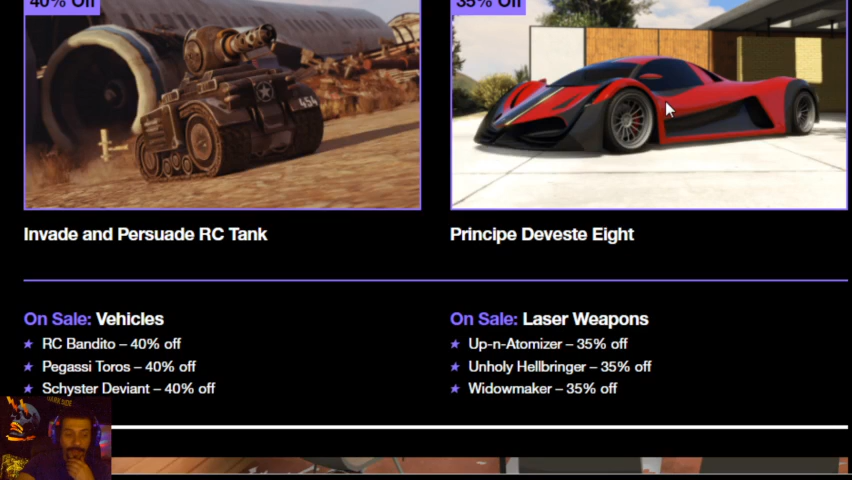 40% Off
35% Off
454
Invade and Persuade RC Tank
Principe Deveste Eight
On Sale: Vehicles
RC Bandito – 40% off
Pegassi Toros – 40% off
Schyster Deviant – 40% off
On Sale: Laser Weapons
Up-n-Atomizer – 35% off
Unholy Hellbringer – 35% off
Widowmaker – 35% off